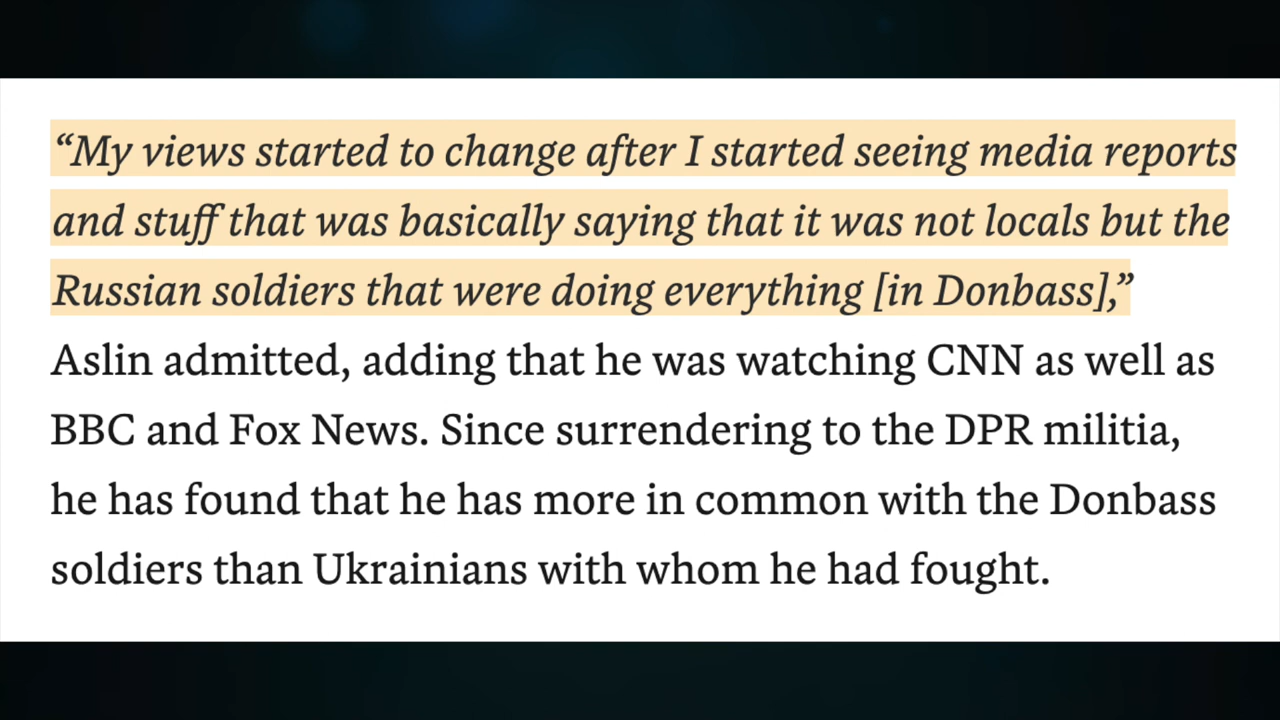 “My views started to change after I started seeing media reports
and stuff that was basically saying that it was not locals but the
Russian soldiers that were doing everything [in Donbass],”
Aslin admitted, adding that he was watching CNN as well as
BBC and Fox News. Since surrendering to the DPR militia,
he has found that he has more in common with the Donbass
soldiers than Ukrainians with whom he had fought.